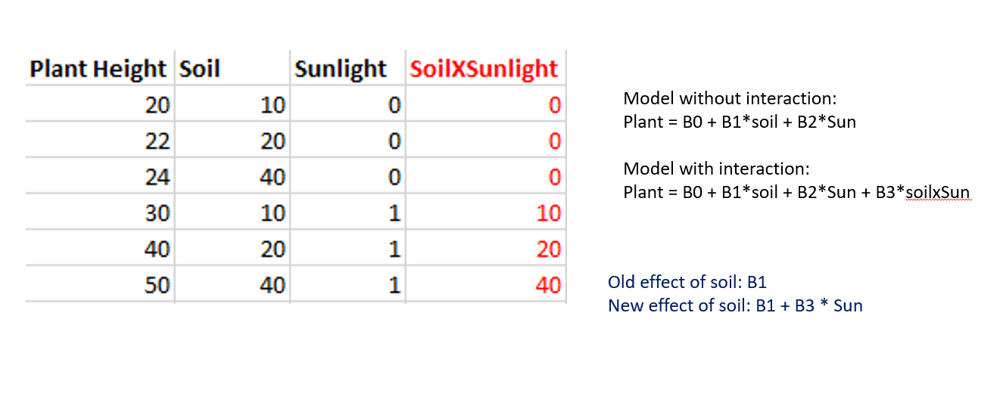 Plant Height Soil Sunlight SoilXSunlight
20 10 0 0
22 20 0 0
24 40 0 0
30 10 1 10
40 20 1 20
50 40 1 40
Model without interaction:
Plant = B0 + B1*soil + B2*Sun
Model with interaction:
Plant = B0 + B1*soil + B2*Sun + B3*soilxSun
Old effect of soil: B1
New effect of soil: B1 + B3 * Sun